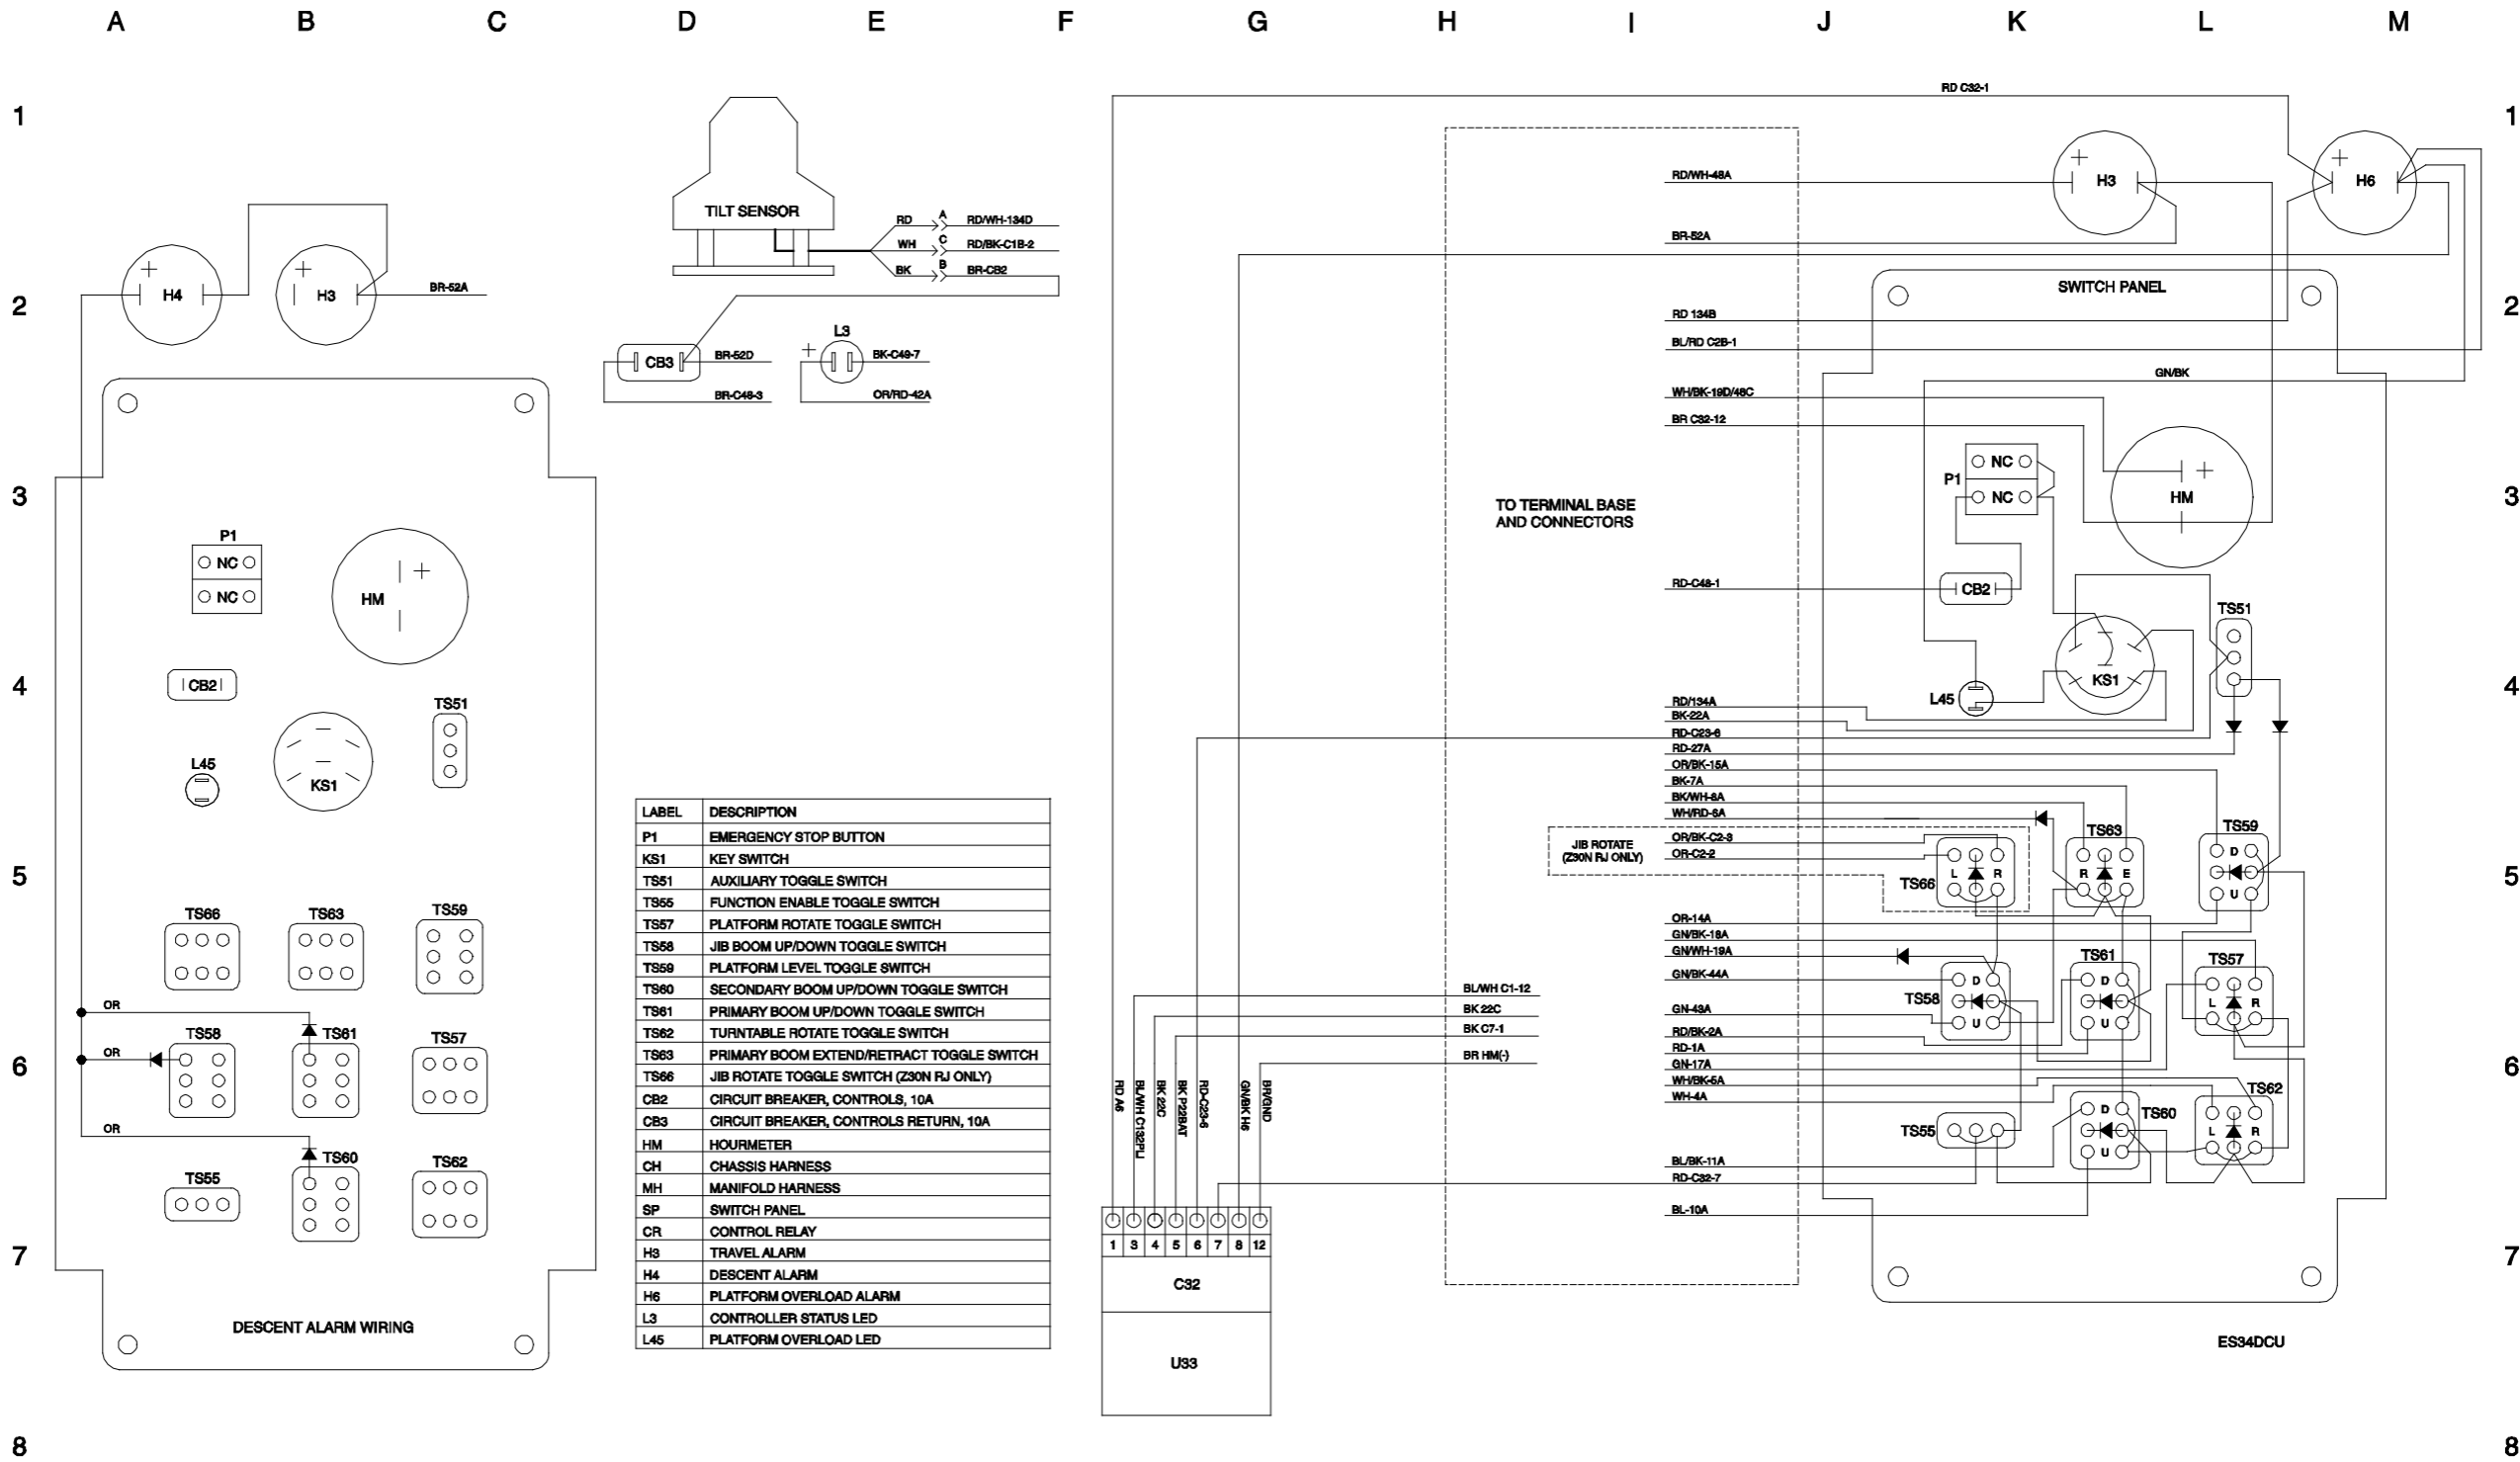 A B C D E F G H I J K L M
1 1
2 2
3 3
4 4
5 5
6 6
7 7
8 8
H4
H3
BR-52A
P1
NC
NC
HM
CB2
TS51
L45
KS1
TS66
TS63
TS59
OR
TS58
TS61
TS57
OR
OR
TS60
TS62
TS55
DESCENT ALARM WIRING
TILT SENSOR
RD A RD/WH-134D
WH C RD/BK-C1B-2
BK B BR-CB2
CB3
BR-52D
BR-C48-3
L3
BK-C49-7
OR/RD-42A
LABEL DESCRIPTION
P1 EMERGENCY STOP BUTTON
KS1 KEY SWITCH
TS51 AUXILIARY TOGGLE SWITCH
TS55 FUNCTION ENABLE TOGGLE SWITCH
TS57 PLATFORM ROTATE TOGGLE SWITCH
TS58 JIB BOOM UP/DOWN TOGGLE SWITCH
TS59 PLATFORM LEVEL TOGGLE SWITCH
TS60 SECONDARY BOOM UP/DOWN TOGGLE SWITCH
TS61 PRIMARY BOOM UP/DOWN TOGGLE SWITCH
TS62 TURNTABLE ROTATE TOGGLE SWITCH
TS63 PRIMARY BOOM EXTEND/RETRACT TOGGLE SWITCH
TS66 JIB ROTATE TOGGLE SWITCH (Z30N RJ ONLY)
CB2 CIRCUIT BREAKER, CONTROLS, 10A
CB3 CIRCUIT BREAKER, CONTROLS RETURN, 10A
HM HOURMETER
CH CHASSIS HARNESS
MH MANIFOLD HARNESS
SP SWITCH PANEL
CR CONTROL RELAY
H3 TRAVEL ALARM
H4 DESCENT ALARM
H6 PLATFORM OVERLOAD ALARM
L3 CONTROLLER STATUS LED
L45 PLATFORM OVERLOAD LED
RD C32-1
RD/WH-48A
H3
H6
BR-52A
SWITCH PANEL
RD 134B
BL/RD C2B-1
GN/BK
WH/BK-19D/46C
BR C32-12
P1
NC
NC
HM
TO TERMINAL BASE
AND CONNECTORS
RD-C48-1
CB2
TS51
L45
KS1
RD/134A
BK-22A
RD-C23-6
RD-27A
OR/BK-15A
BK-7A
BK/WH-8A
WH/RD-6A
JIB ROTATE
(Z30N RJ ONLY)
OR/BK-C2-3
OR-C2-2
TS66
L R
TS63
R E
TS59
D
U
OR-14A
GN/BK-18A
GN/WH-19A
GN/BK-44A
GN-43A
RD/BK-2A
RD-1A
GN-17A
WH/BK-5A
WH-4A
TS58
D
U
TS61
D
U
TS57
L R
TS55
TS60
D
U
TS62
L R
BL/BK-11A
RD-C32-7
BL-10A
BL/WH C1-12
BK 22C
BK C7-1
BR HM(-)
RD A6
BL/WH C132PLJ
BK 22C
BK P22BAT
RD-C23-6
GN/BK H6
BR/GND
1 3 4 5 6 7 8 12
C32
U33
ES34DCU